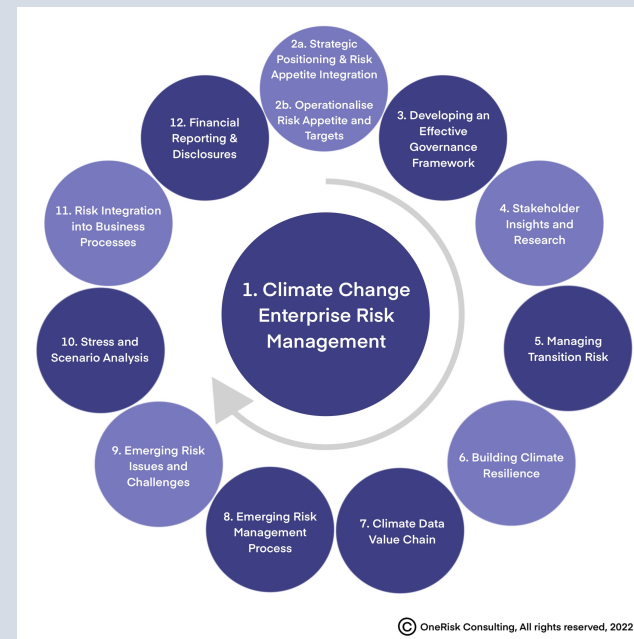 1. Climate Change
Enterprise Risk
Management
2a. Strategic
Positioning & Risk
Appetite Integration
2b. Operationalise
Risk Appetite and
Targets
3. Developing an
Effective
Governance
Framework
4. Stakeholder
Insights and
Research
5. Managing
Transition Risk
6. Building Climate
Resilience
7. Climate Data
Value Chain
8. Emerging Risk
Management
Process
9. Emerging Risk
Issues and
Challenges
10. Stress and
Scenario Analysis
11. Risk Integration
into Business
Processes
12. Financial
Reporting &
Disclosures
© OneRisk Consulting, All rights reserved, 2022